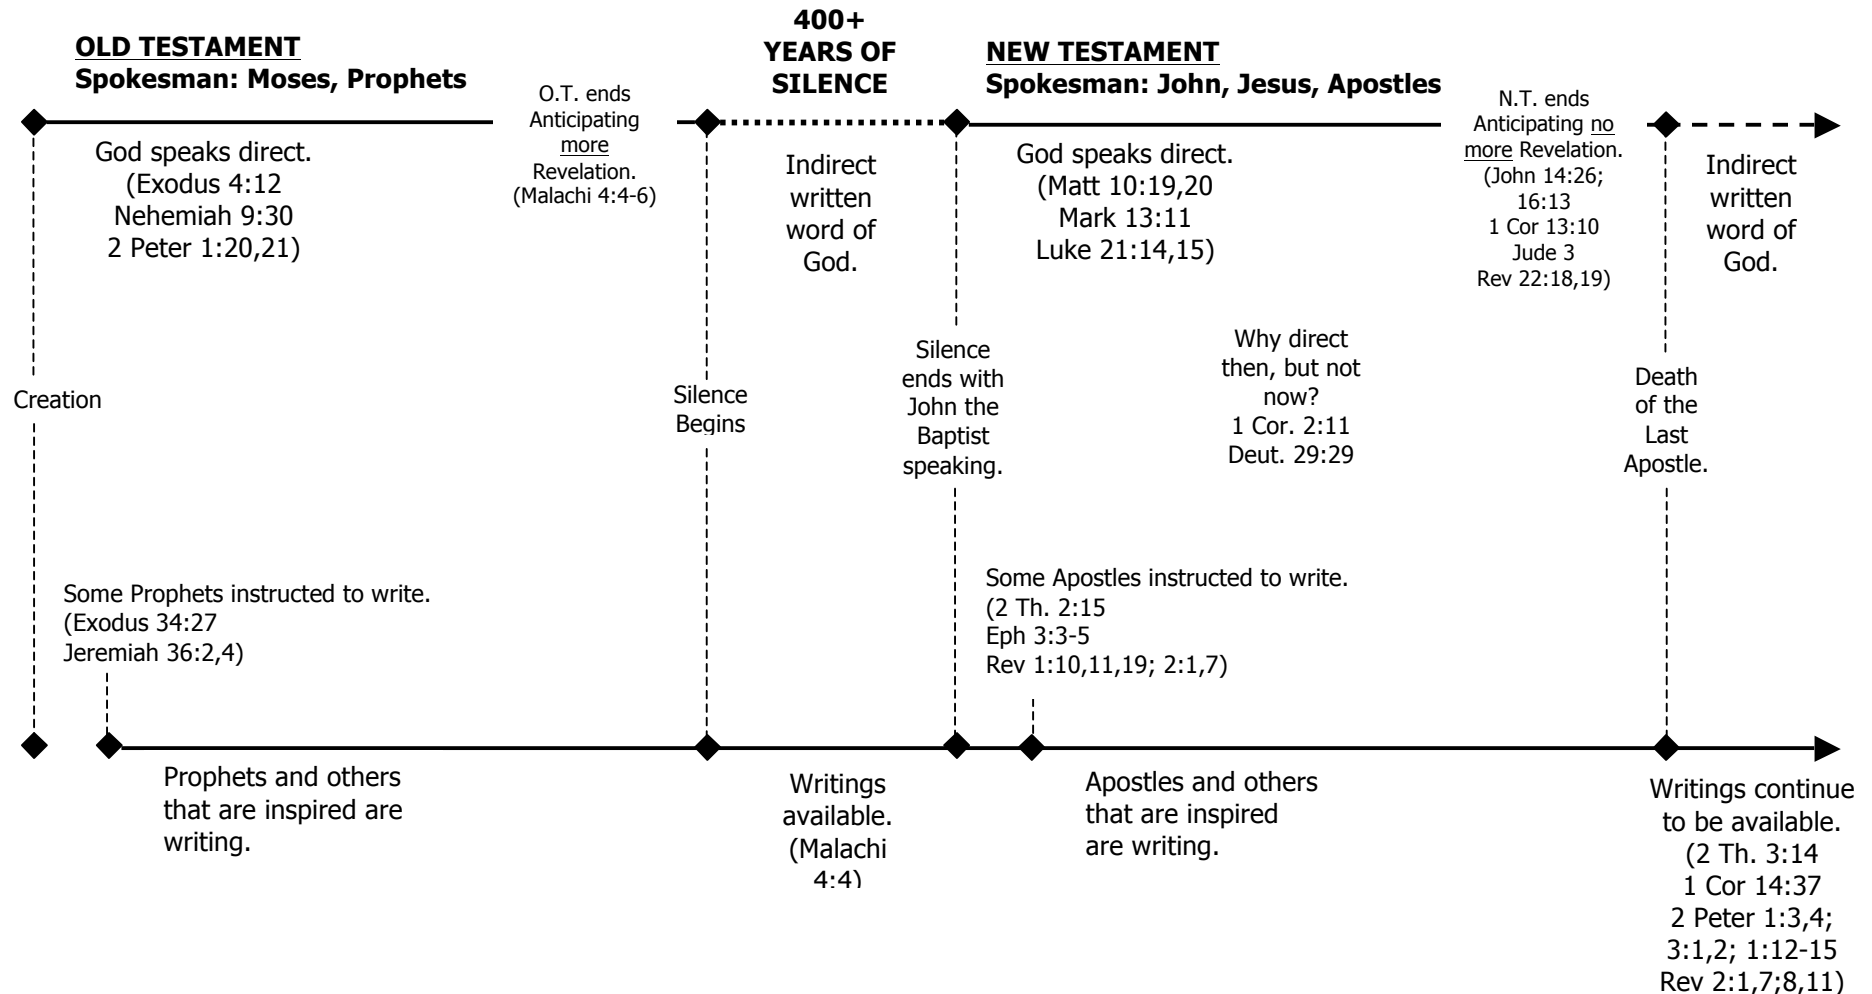 OLD TESTAMENT
Spokesman: Moses, Prophets
400+
YEARS OF
SILENCE
NEW TESTAMENT
Spokesman: John, Jesus, Apostles
God speaks direct.
(Exodus 4:12
Nehemiah 9:30
2 Peter 1:20,21)
O.T. ends
Anticipating
more
Revelation.
(Malachi 4:4-6)
Indirect
written
word of
God.
God speaks direct.
(Matt 10:19,20
Mark 13:11
Luke 21:14,15)
N.T. ends
Anticipating no
more Revelation.
(John 14:26;
16:13
1 Cor 13:10
Jude 3
Rev 22:18,19)
Indirect
written
word of
God.
Creation
Silence
Begins
Silence
ends with
John the
Baptist
speaking.
Why direct
then, but not
now?
1 Cor. 2:11
Deut. 29:29
Death
of the
Last
Apostle.
Some Prophets instructed to write.
(Exodus 34:27
Jeremiah 36:2,4)
Some Apostles instructed to write.
(2 Th. 2:15
Eph 3:3-5
Rev 1:10,11,19; 2:1,7)
Prophets and others
that are inspired are
writing.
Writings
available.
(Malachi
4:4)
Apostles and others
that are inspired
are writing.
Writings continue
to be available.
(2 Th. 3:14
1 Cor 14:37
2 Peter 1:3,4;
3:1,2; 1:12-15
Rev 2:1,7;8,11)